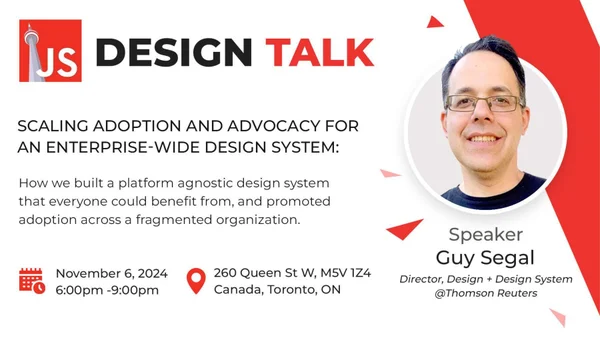 JS
DESIGN TALK
SCALING ADOPTION AND ADVOCACY FOR
AN ENTERPRISE-WIDE DESIGN SYSTEM:
How we built a platform agnostic design system
that everyone could benefit from, and promoted
adoption across a fragmented organization.
November 6, 2024
6:00pm -9:00pm
260 Queen St W, M5V 1Z4
Canada, Toronto, ON
Speaker
Guy Segal
Director, Design + Design System
@Thomson Reuters